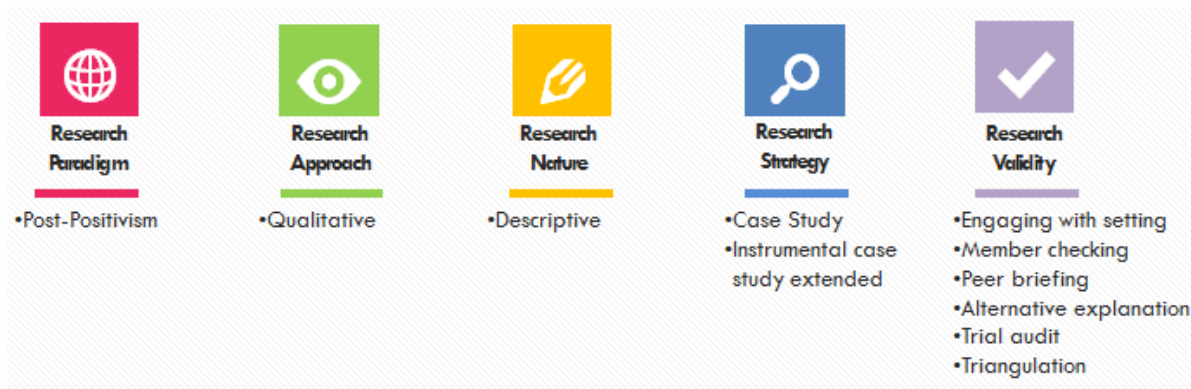 Research
Paradigm
•Post-Positivism
Research
Approach
•Qualitative
Research
Nature
•Descriptive
Research
Strategy
•Case Study
•Instrumental case
study extended
Research
Validity
•Engaging with setting
•Member checking
•Peer briefing
•Alternative explanation
•Trial audit
•Triangulation